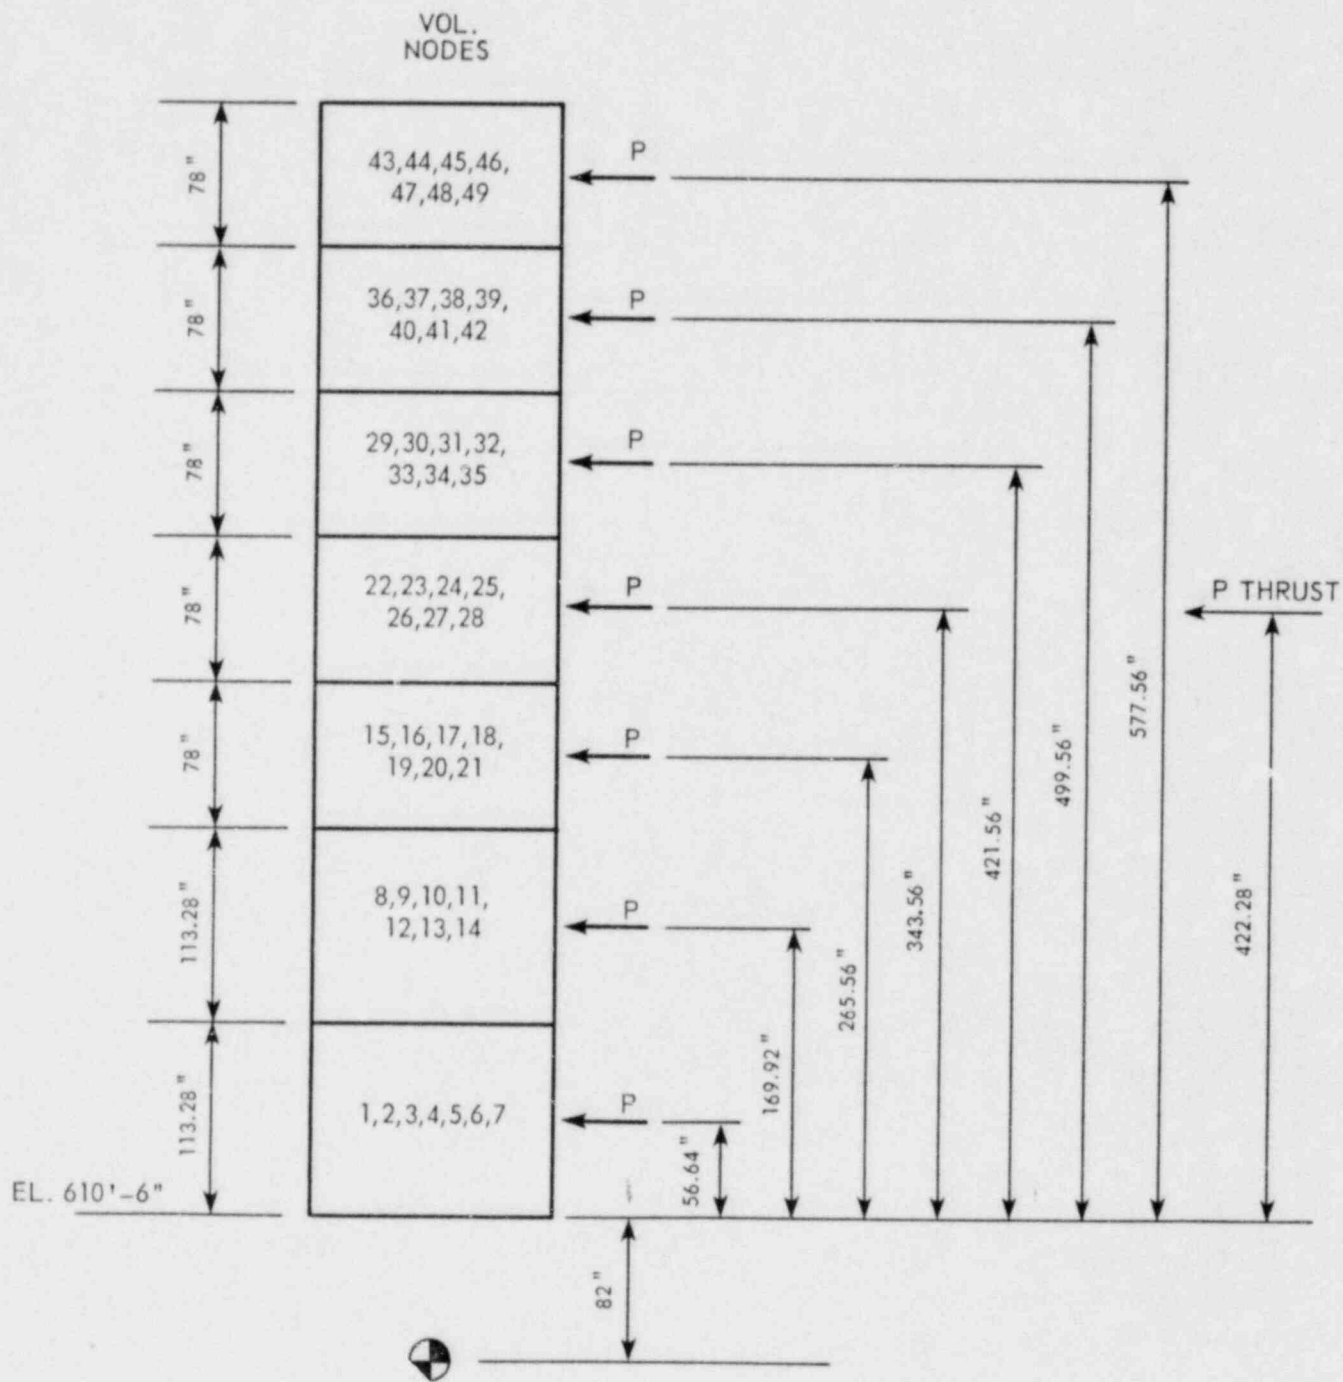 VOL.
NODES
78"
43,44,45,46,
47,48,49
P
78"
36,37,38,39,
40,41,42
P
78"
29,30,31,32,
33,34,35
P
78"
22,23,24,25,
26,27,28
P
P THRUST
78"
15,16,17,18,
19,20,21
P
113.28"
8,9,10,11,
12,13,14
P
113.28"
1,2,3,4,5,6,7
P
56.64"
169.92"
265.56"
343.56"
421.56"
499.56"
577.56"
422.28"
EL. 610'-6"
82"